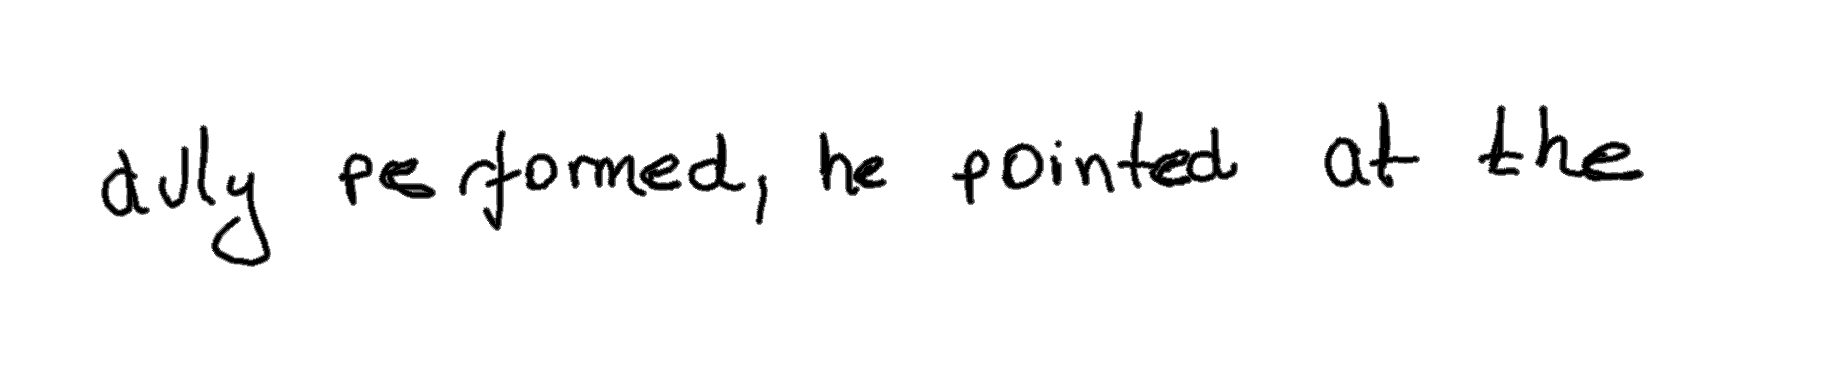 duly performed, he pointed at the